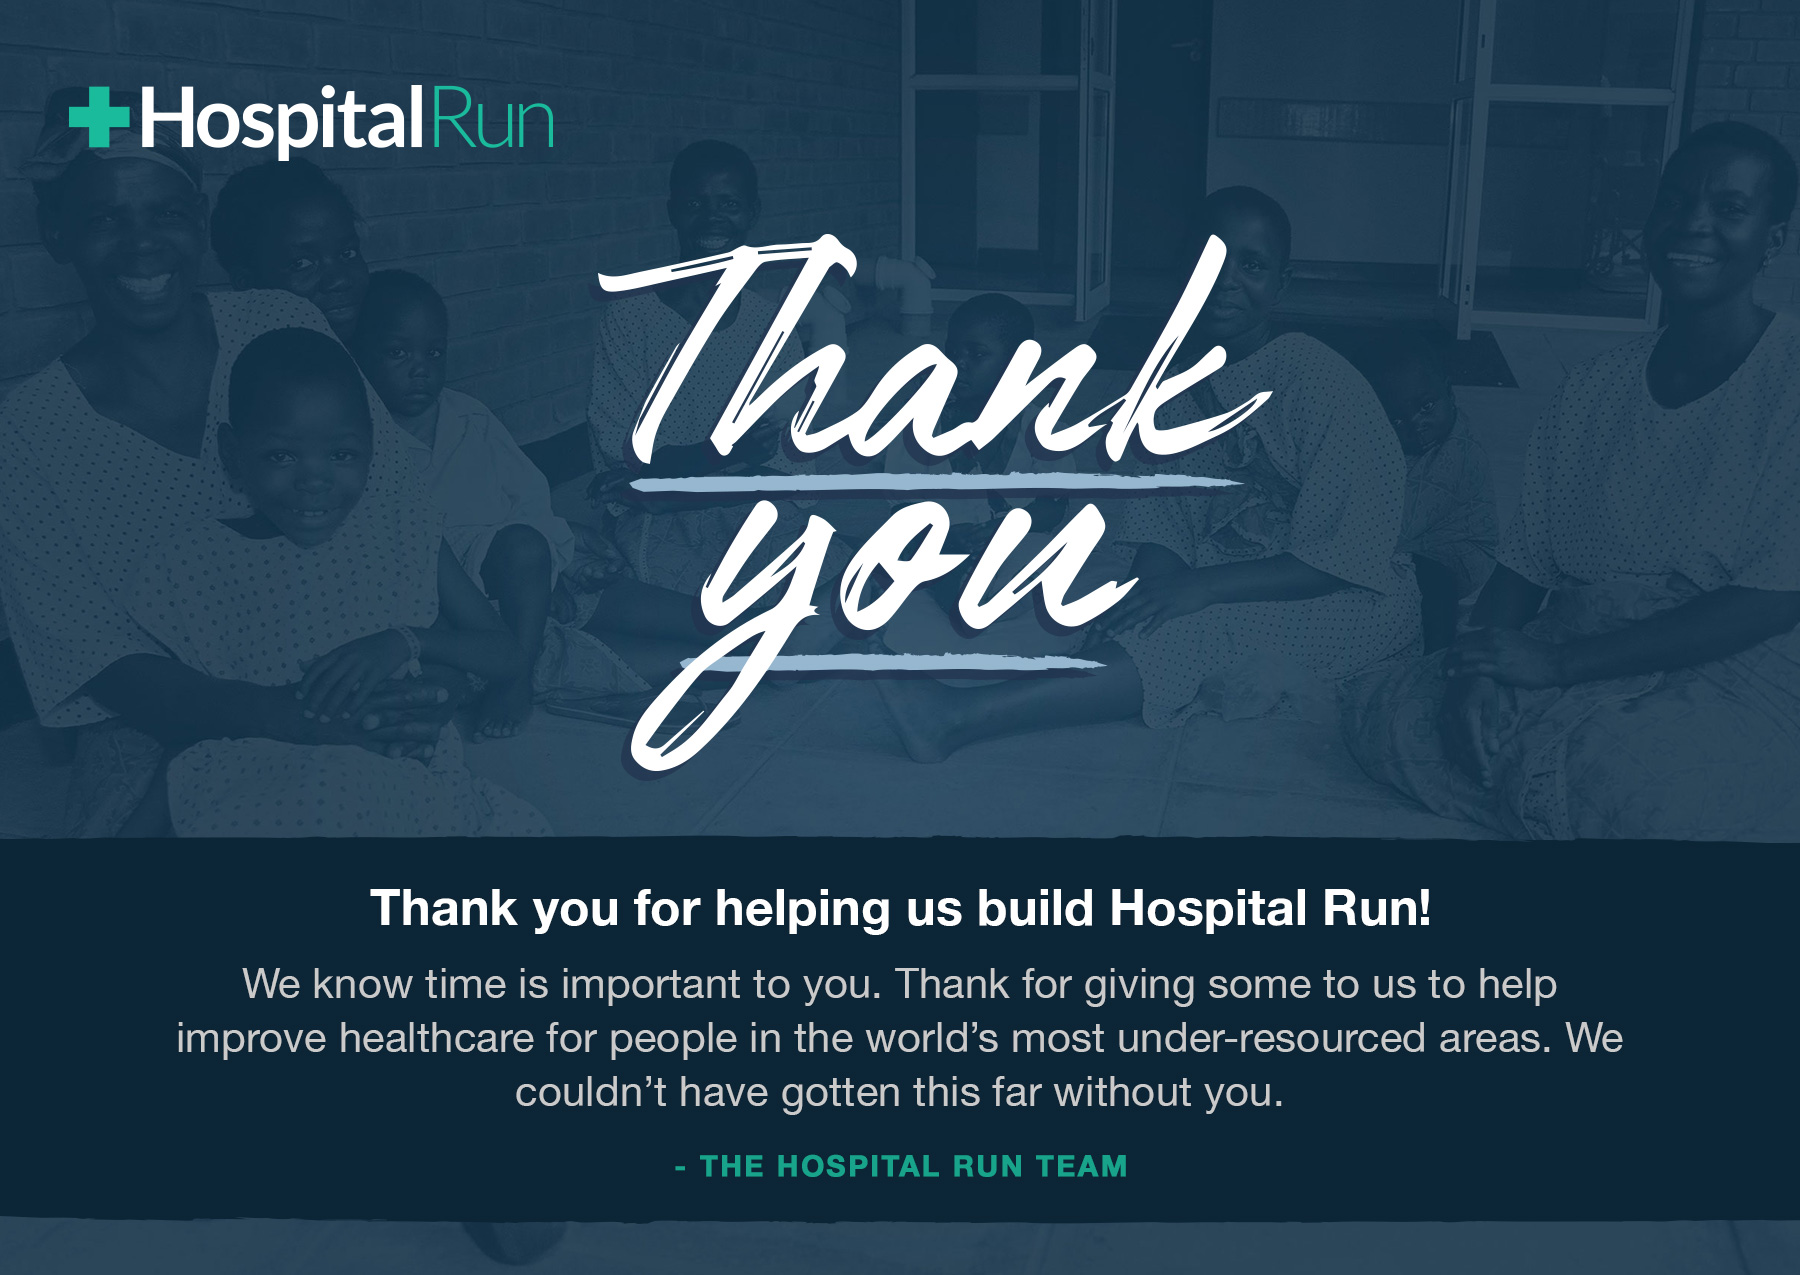 HospitalRun
Thank
you
Thank you for helping us build Hospital Run!
We know time is important to you. Thank for giving some to us to help
improve healthcare for people in the world’s most under-resourced areas. We
couldn’t have gotten this far without you.
- THE HOSPITAL RUN TEAM